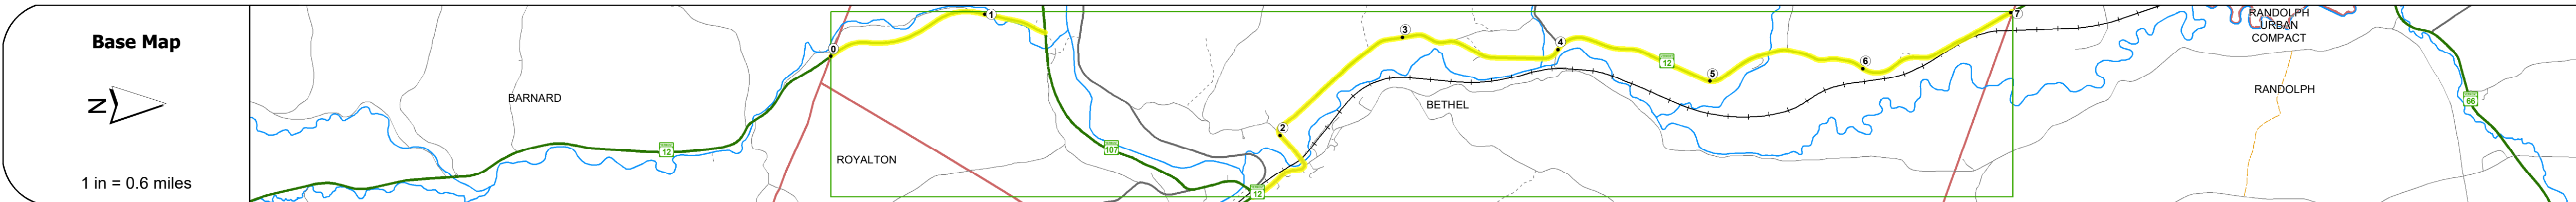 Base Map
N
1 in = 0.6 miles
BARNARD
12
ROYALTON
0
1
107
12
2
3
BETHEL
4
12
5
6
7
RANDOLPH
URBAN
COMPACT
RANDOLPH
66